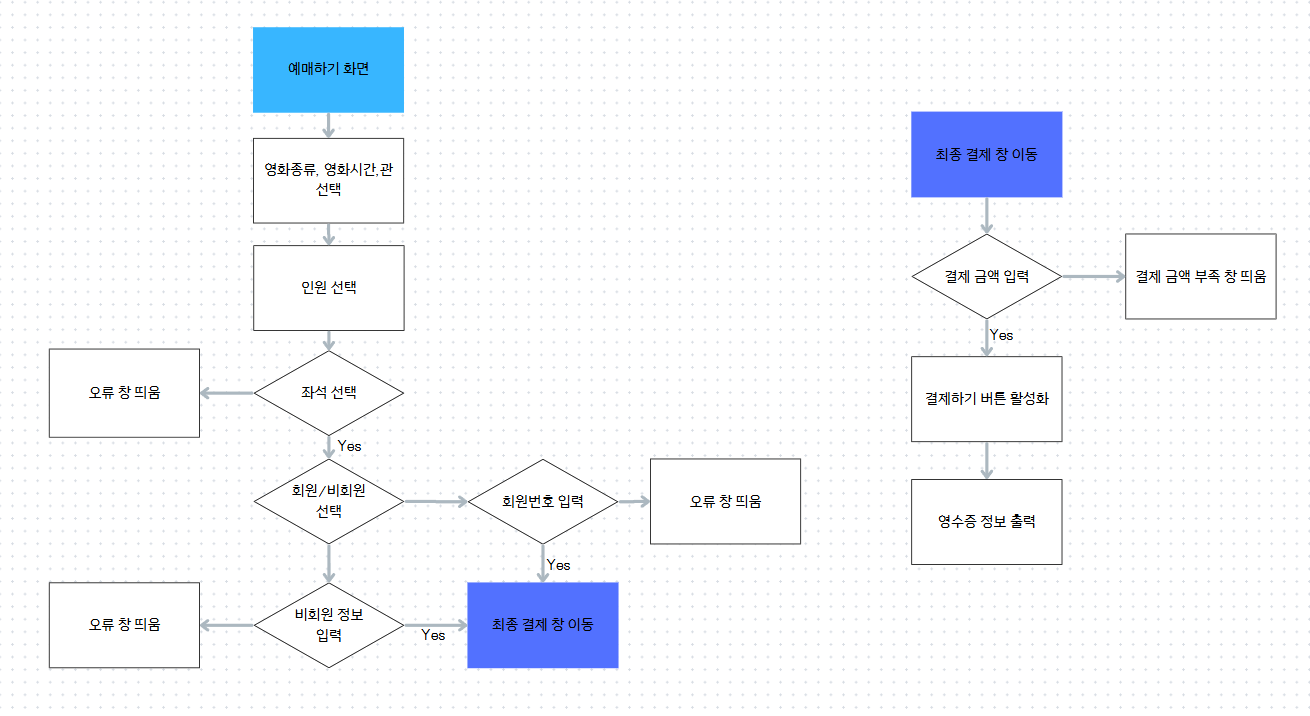 예매하기 화면
영화종류, 영화시간,관
선택
인원 선택
좌석 선택
오류 창 띄움
Yes
회원/비회원
선택
회원번호 입력
오류 창 띄움
Yes
비회원 정보
입력
오류 창 띄움
Yes
최종 결제 창 이동
최종 결제 창 이동
결제 금액 입력
결제 금액 부족 창 띄움
Yes
결제하기 버튼 활성화
영수증 정보 출력